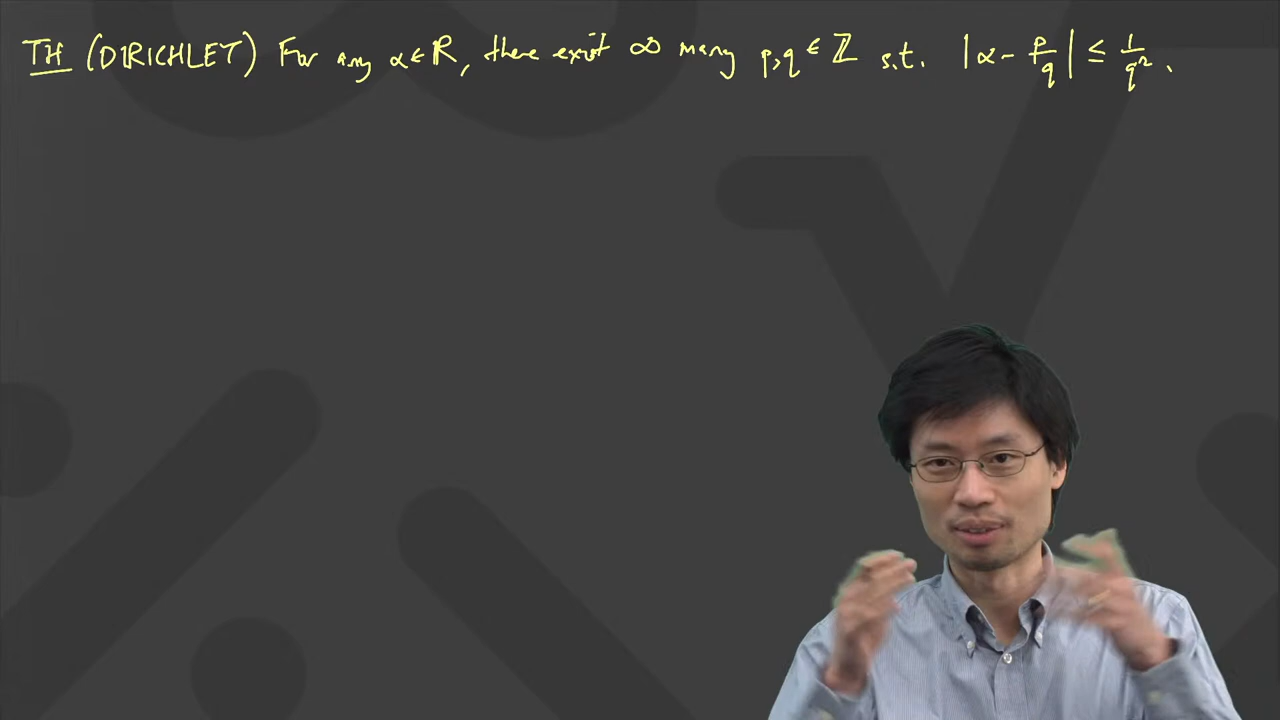 TH (DIRICHLET) For any α∈ℝ, there exist ∞ many p,q ∈ ℤ s.t. |α - p/q| ≤ 1/q².